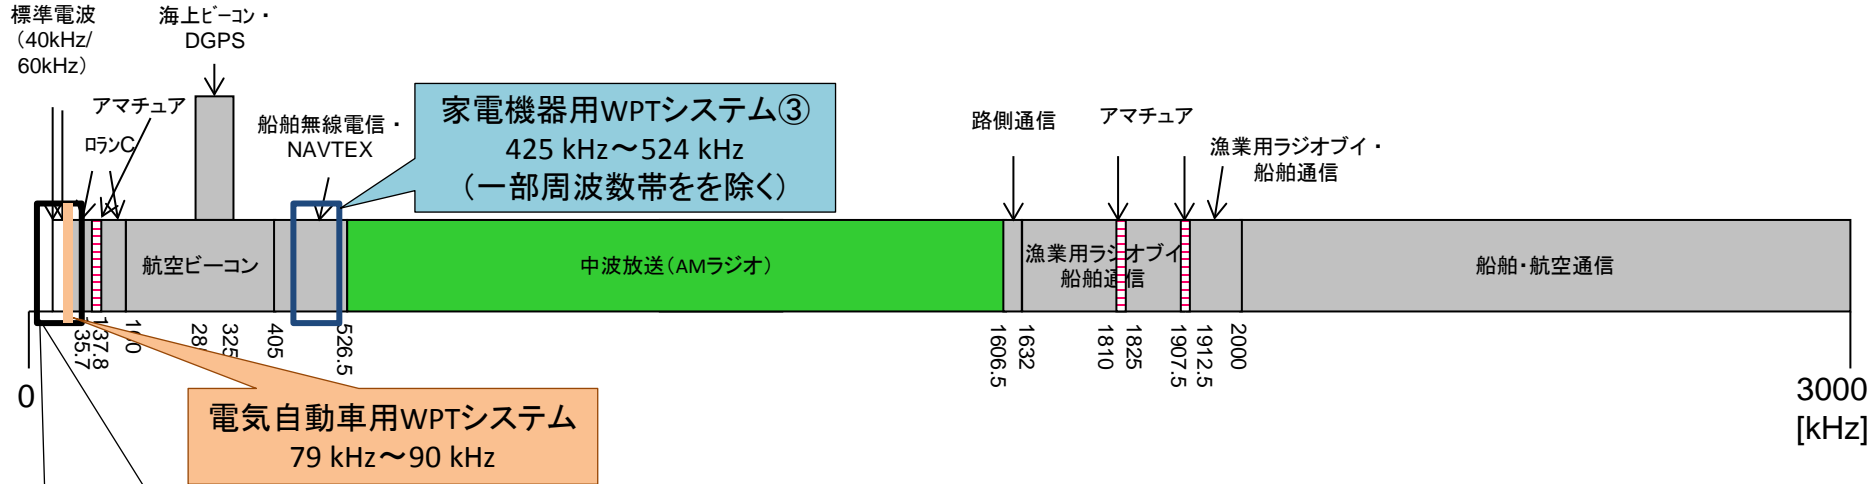 標準電波
（40kHz/
60kHz）
海上ビーコン・
DGPS
アマチュア
ロランC
船舶無線電信・
NAVTEX
家電機器用WPTシステム③
425 kHz～524 kHz
（一部周波数帯をを除く）
路側通信
アマチュア
漁業用ラジオブイ・
船舶通信
航空ビーコン
中波放送（AMラジオ）
漁業用ラジオブイ
船舶通信
船舶・航空通信
0
35.7
137.8
325
405
526.5
1606.5
1632
1810
1825
1907.5
1912.5
2000
3000
[kHz]
電気自動車用WPTシステム
79 kHz～90 kHz